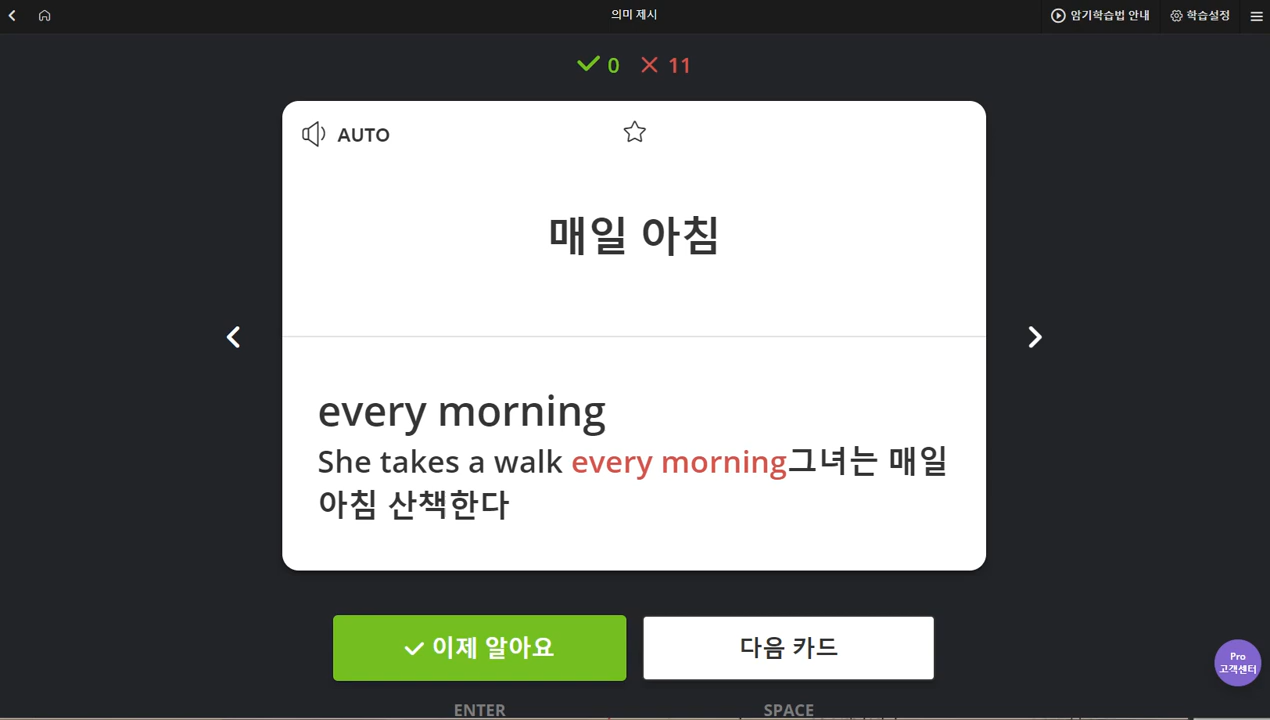 의미 제시
암기학습법 안내
학습설정
0
11
AUTO
매일 아침
every morning
She takes a walk every morning그녀는 매일
아침 산책한다
이제 알아요
다음 카드
Pro
고객센터
ENTER
SPACE